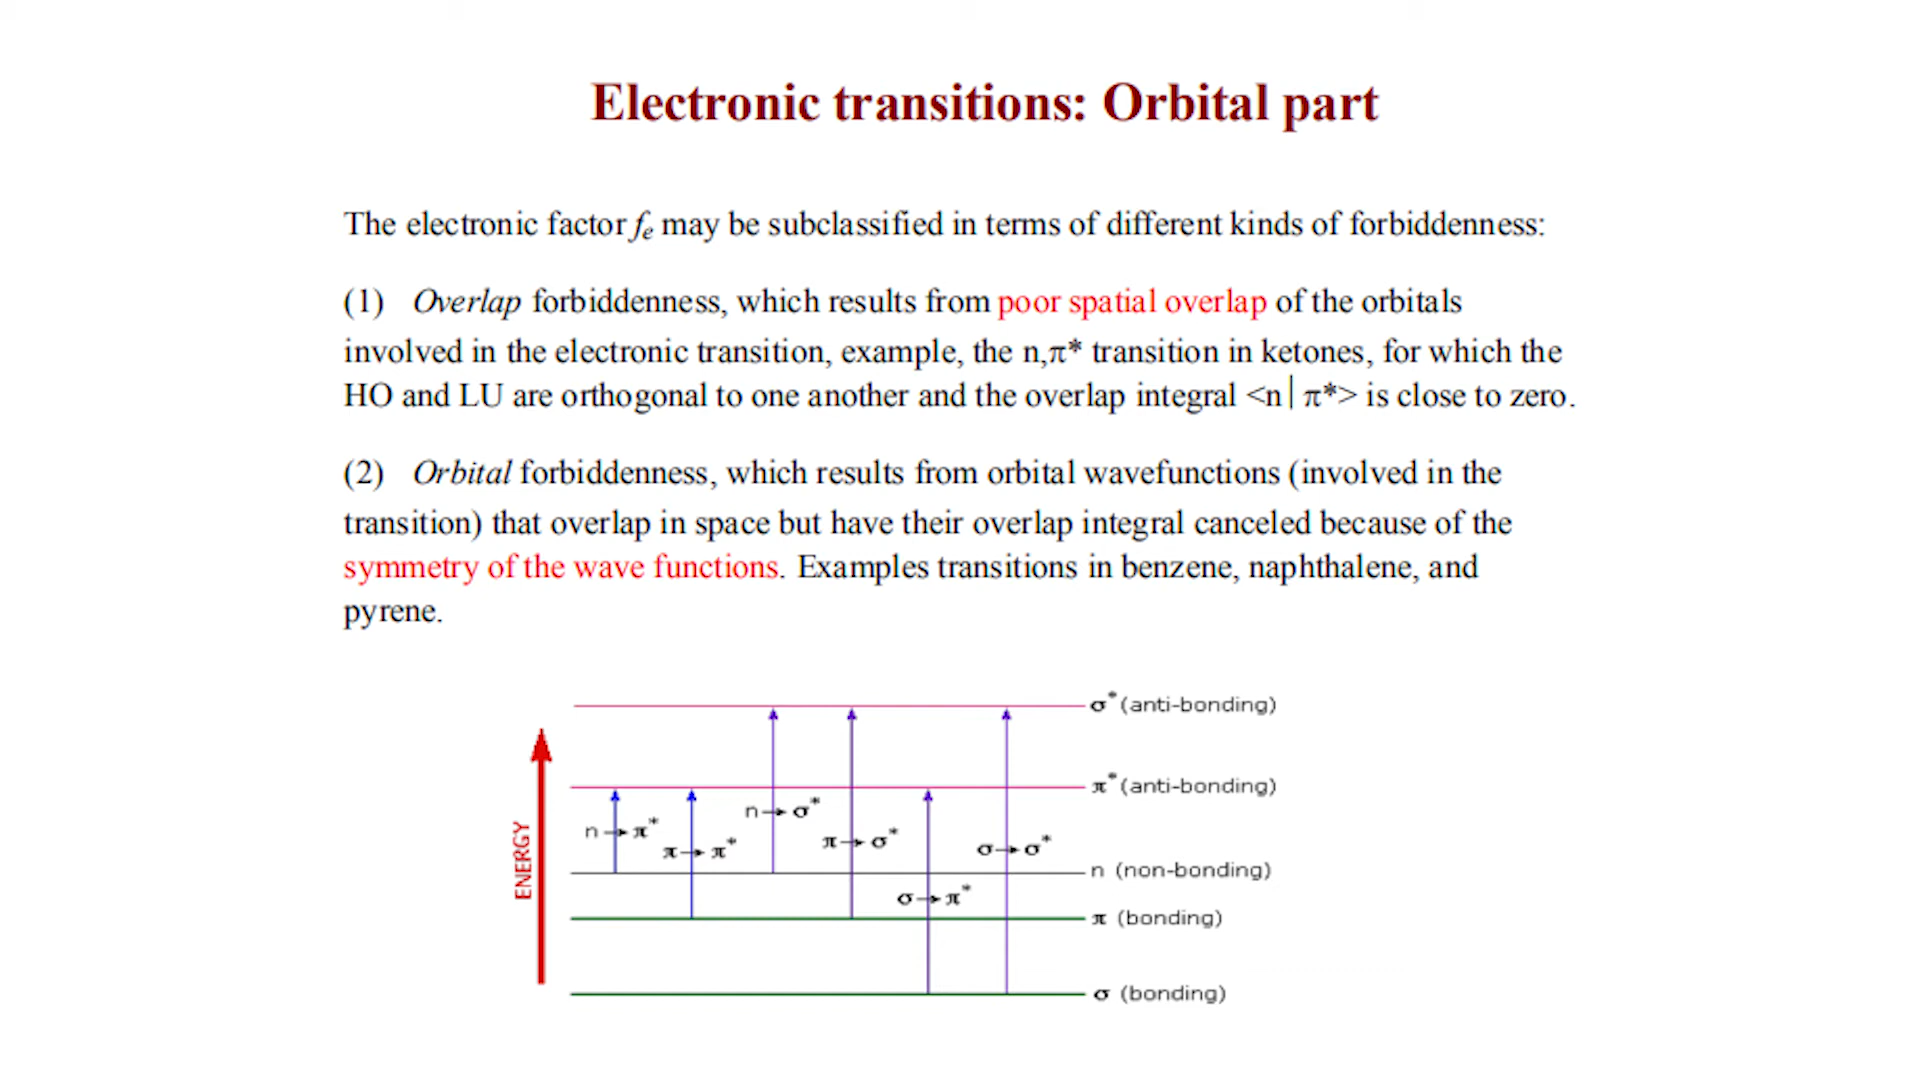 Electronic transitions: Orbital part
The electronic factor fe may be subclassified in terms of different kinds of forbiddenness:
(1) Overlap forbiddenness, which results from poor spatial overlap of the orbitals
involved in the electronic transition, example, the n,π* transition in ketones, for which the
HO and LU are orthogonal to one another and the overlap integral <n| π*> is close to zero.
(2) Orbital forbiddenness, which results from orbital wavefunctions (involved in the
transition) that overlap in space but have their overlap integral canceled because of the
symmetry of the wave functions. Examples transitions in benzene, naphthalene, and
pyrene.
σ* (anti-bonding)
π* (anti-bonding)
n→σ*
n→π*
π→σ*
π→π*
σ→σ*
ENERGY
n (non-bonding)
σ→π*
π (bonding)
σ (bonding)